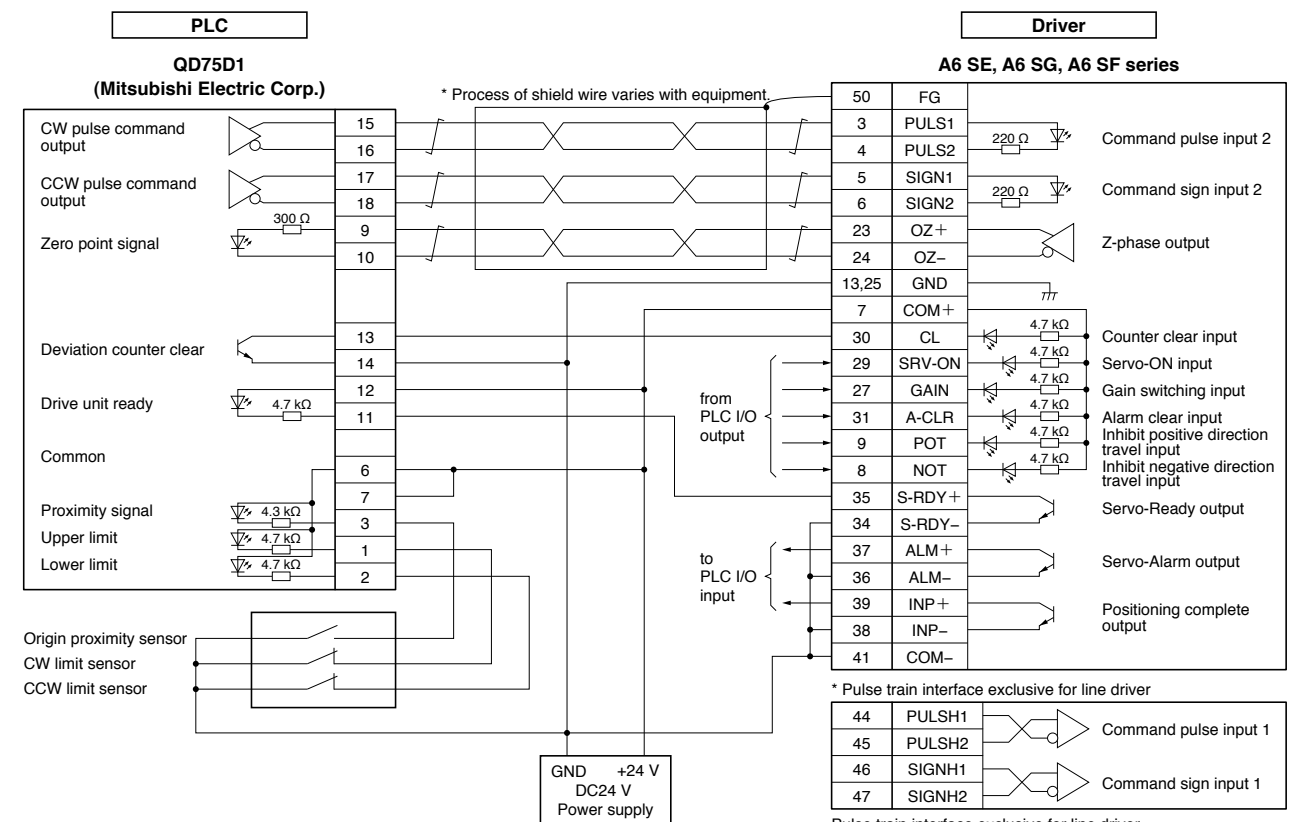 PLC
Driver
QD75D1
(Mitsubishi Electric Corp.)
A6 SE, A6 SG, A6 SF series
* Process of shield wire varies with equipment.
CW pulse command
output
15
16
CCW pulse command
output
17
18
300 Ω
Zero point signal
9
10
Deviation counter clear
13
14
Drive unit ready
4.7 kΩ
12
11
Common
6
7
Proximity signal
4.3 kΩ
3
Upper limit
4.7 kΩ
1
Lower limit
4.7 kΩ
2
Origin proximity sensor
CW limit sensor
CCW limit sensor
GND +24 V
DC24 V
Power supply
from
PLC I/O
output
to
PLC I/O
input
50 FG
3 PULS1
4 PULS2
220 Ω
Command pulse input 2
5 SIGN1
6 SIGN2
220 Ω
Command sign input 2
23 OZ+
24 OZ−
Z-phase output
13,25 GND
7 COM+
30 CL 4.7 kΩ Counter clear input
29 SRV-ON 4.7 kΩ Servo-ON input
27 GAIN 4.7 kΩ Gain switching input
31 A-CLR 4.7 kΩ Alarm clear input
9 POT 4.7 kΩ Inhibit positive direction
travel input
8 NOT 4.7 kΩ Inhibit negative direction
travel input
35 S-RDY+
34 S-RDY−
Servo-Ready output
37 ALM+
36 ALM−
Servo-Alarm output
39 INP+
38 INP−
Positioning complete
output
41 COM−
* Pulse train interface exclusive for line driver
44 PULSH1
45 PULSH2
Command pulse input 1
46 SIGNH1
47 SIGNH2
Command sign input 1
Pulse train interface exclusive for line driver